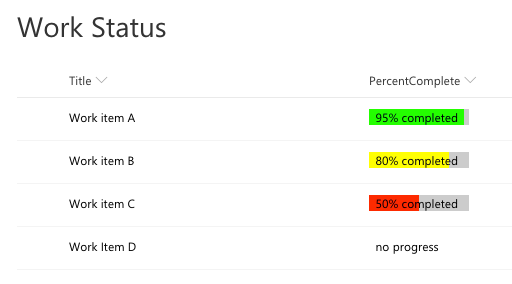 Work Status
Title PercentComplete
Work item A 95% completed
Work item B 80% completed
Work item C 50% completed
Work Item D no progress